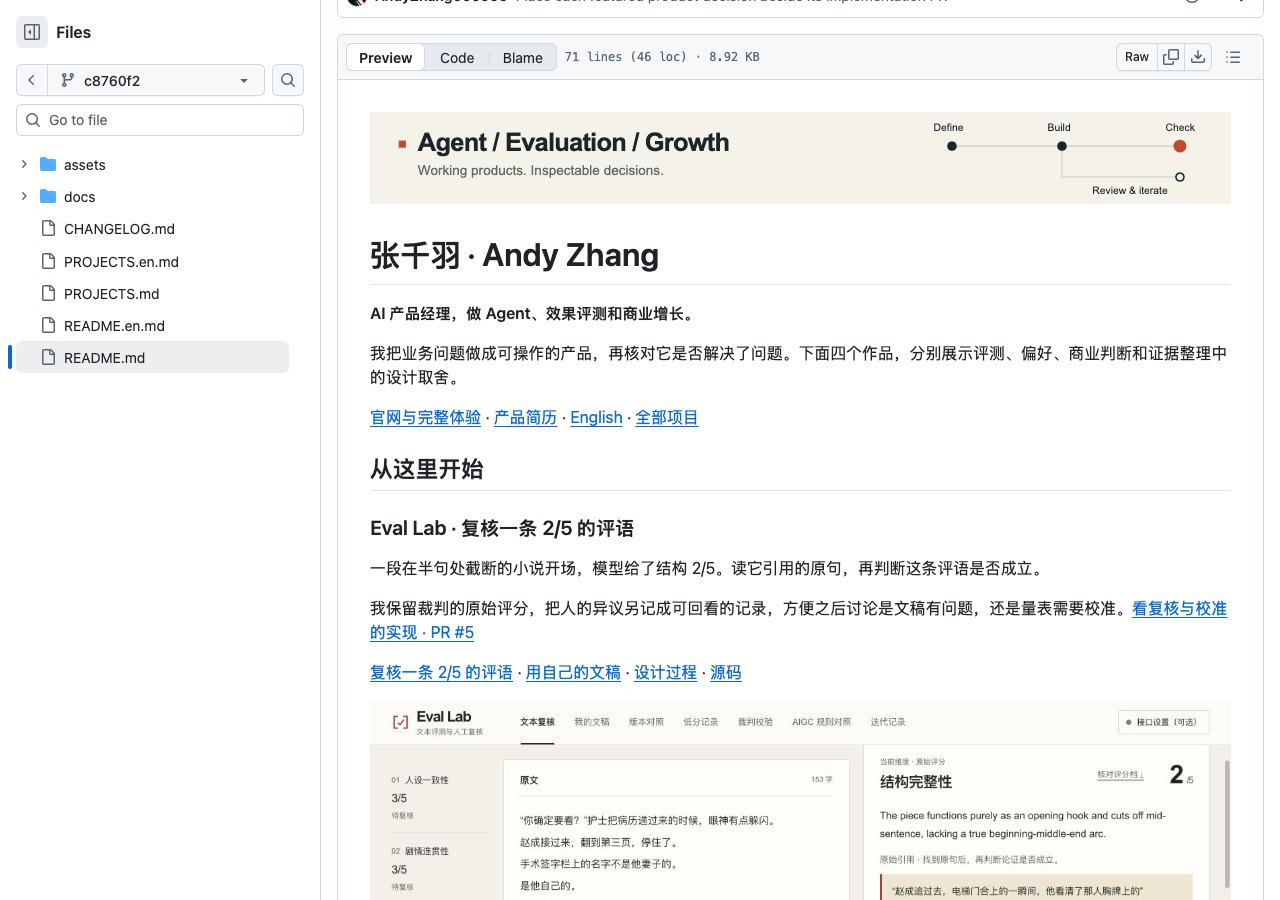 Files
c8760f2
Go to file
assets
docs
CHANGELOG.md
PROJECTS.en.md
PROJECTS.md
README.en.md
README.md
Preview
Code
Blame
71 lines (46 loc) · 8.92 KB
Raw
Agent / Evaluation / Growth
Working products. Inspectable decisions.
Define
Build
Check
Review & iterate
张千羽 · Andy Zhang
AI 产品经理，做 Agent、效果评测和商业增长。
我把业务问题做成可操作的产品，再核对它是否解决了问题。下面四个作品，分别展示评测、偏好、商业判断和证据整理中
的设计取舍。
官网与完整体验 · 产品简历 · English · 全部项目
从这里开始
Eval Lab · 复核一条 2/5 的评语
一段在半句处截断的小说开场，模型给了结构 2/5。读它引用的原句，再判断这条评语是否成立。
我保留裁判的原始评分，把人的异议另记成可回看的记录，方便之后讨论是文稿有问题，还是量表需要校准。看复核与校准
的实现 · PR #5
复核一条 2/5 的评语 · 用自己的文稿 · 设计过程 · 源码
Eval Lab
文本评测与人工复核
文本复核
我的文稿
版本对照
低分记录
裁判校验
AIGC 规则对照
迭代记录
接口设置（可选）
01 人设一致性
3/5
待复核
02 剧情连贯性
3/5
待复核
原文
153 字
“你确定要看？”护士把病历递过来的时候，眼神有点躲闪。
赵成接过来，翻到第三页，停住了。
手术签字栏上的名字不是他妻子的。
是他自己的。
当前维度 · 原始评分
结构完整性
核对评分档↓
2 /5
The piece functions purely as an opening hook and cuts off mid-
sentence, lacking a true beginning-middle-end arc.
原始引用 · 找到原句后，再判断论证是否成立。
“赵成追过去，电梯门合上的一瞬间，他看清了那人胸牌上的”